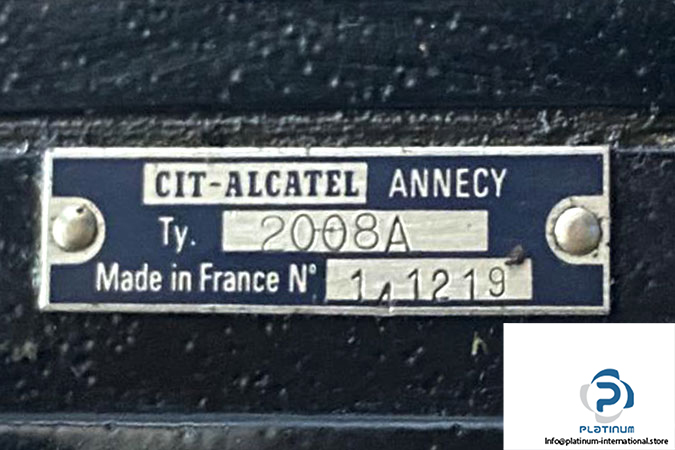 CIT-ALCATEL ANNECY
Ty. 2008A
Made in France N° 141219
PLATINUM
Info@platinum-international.store